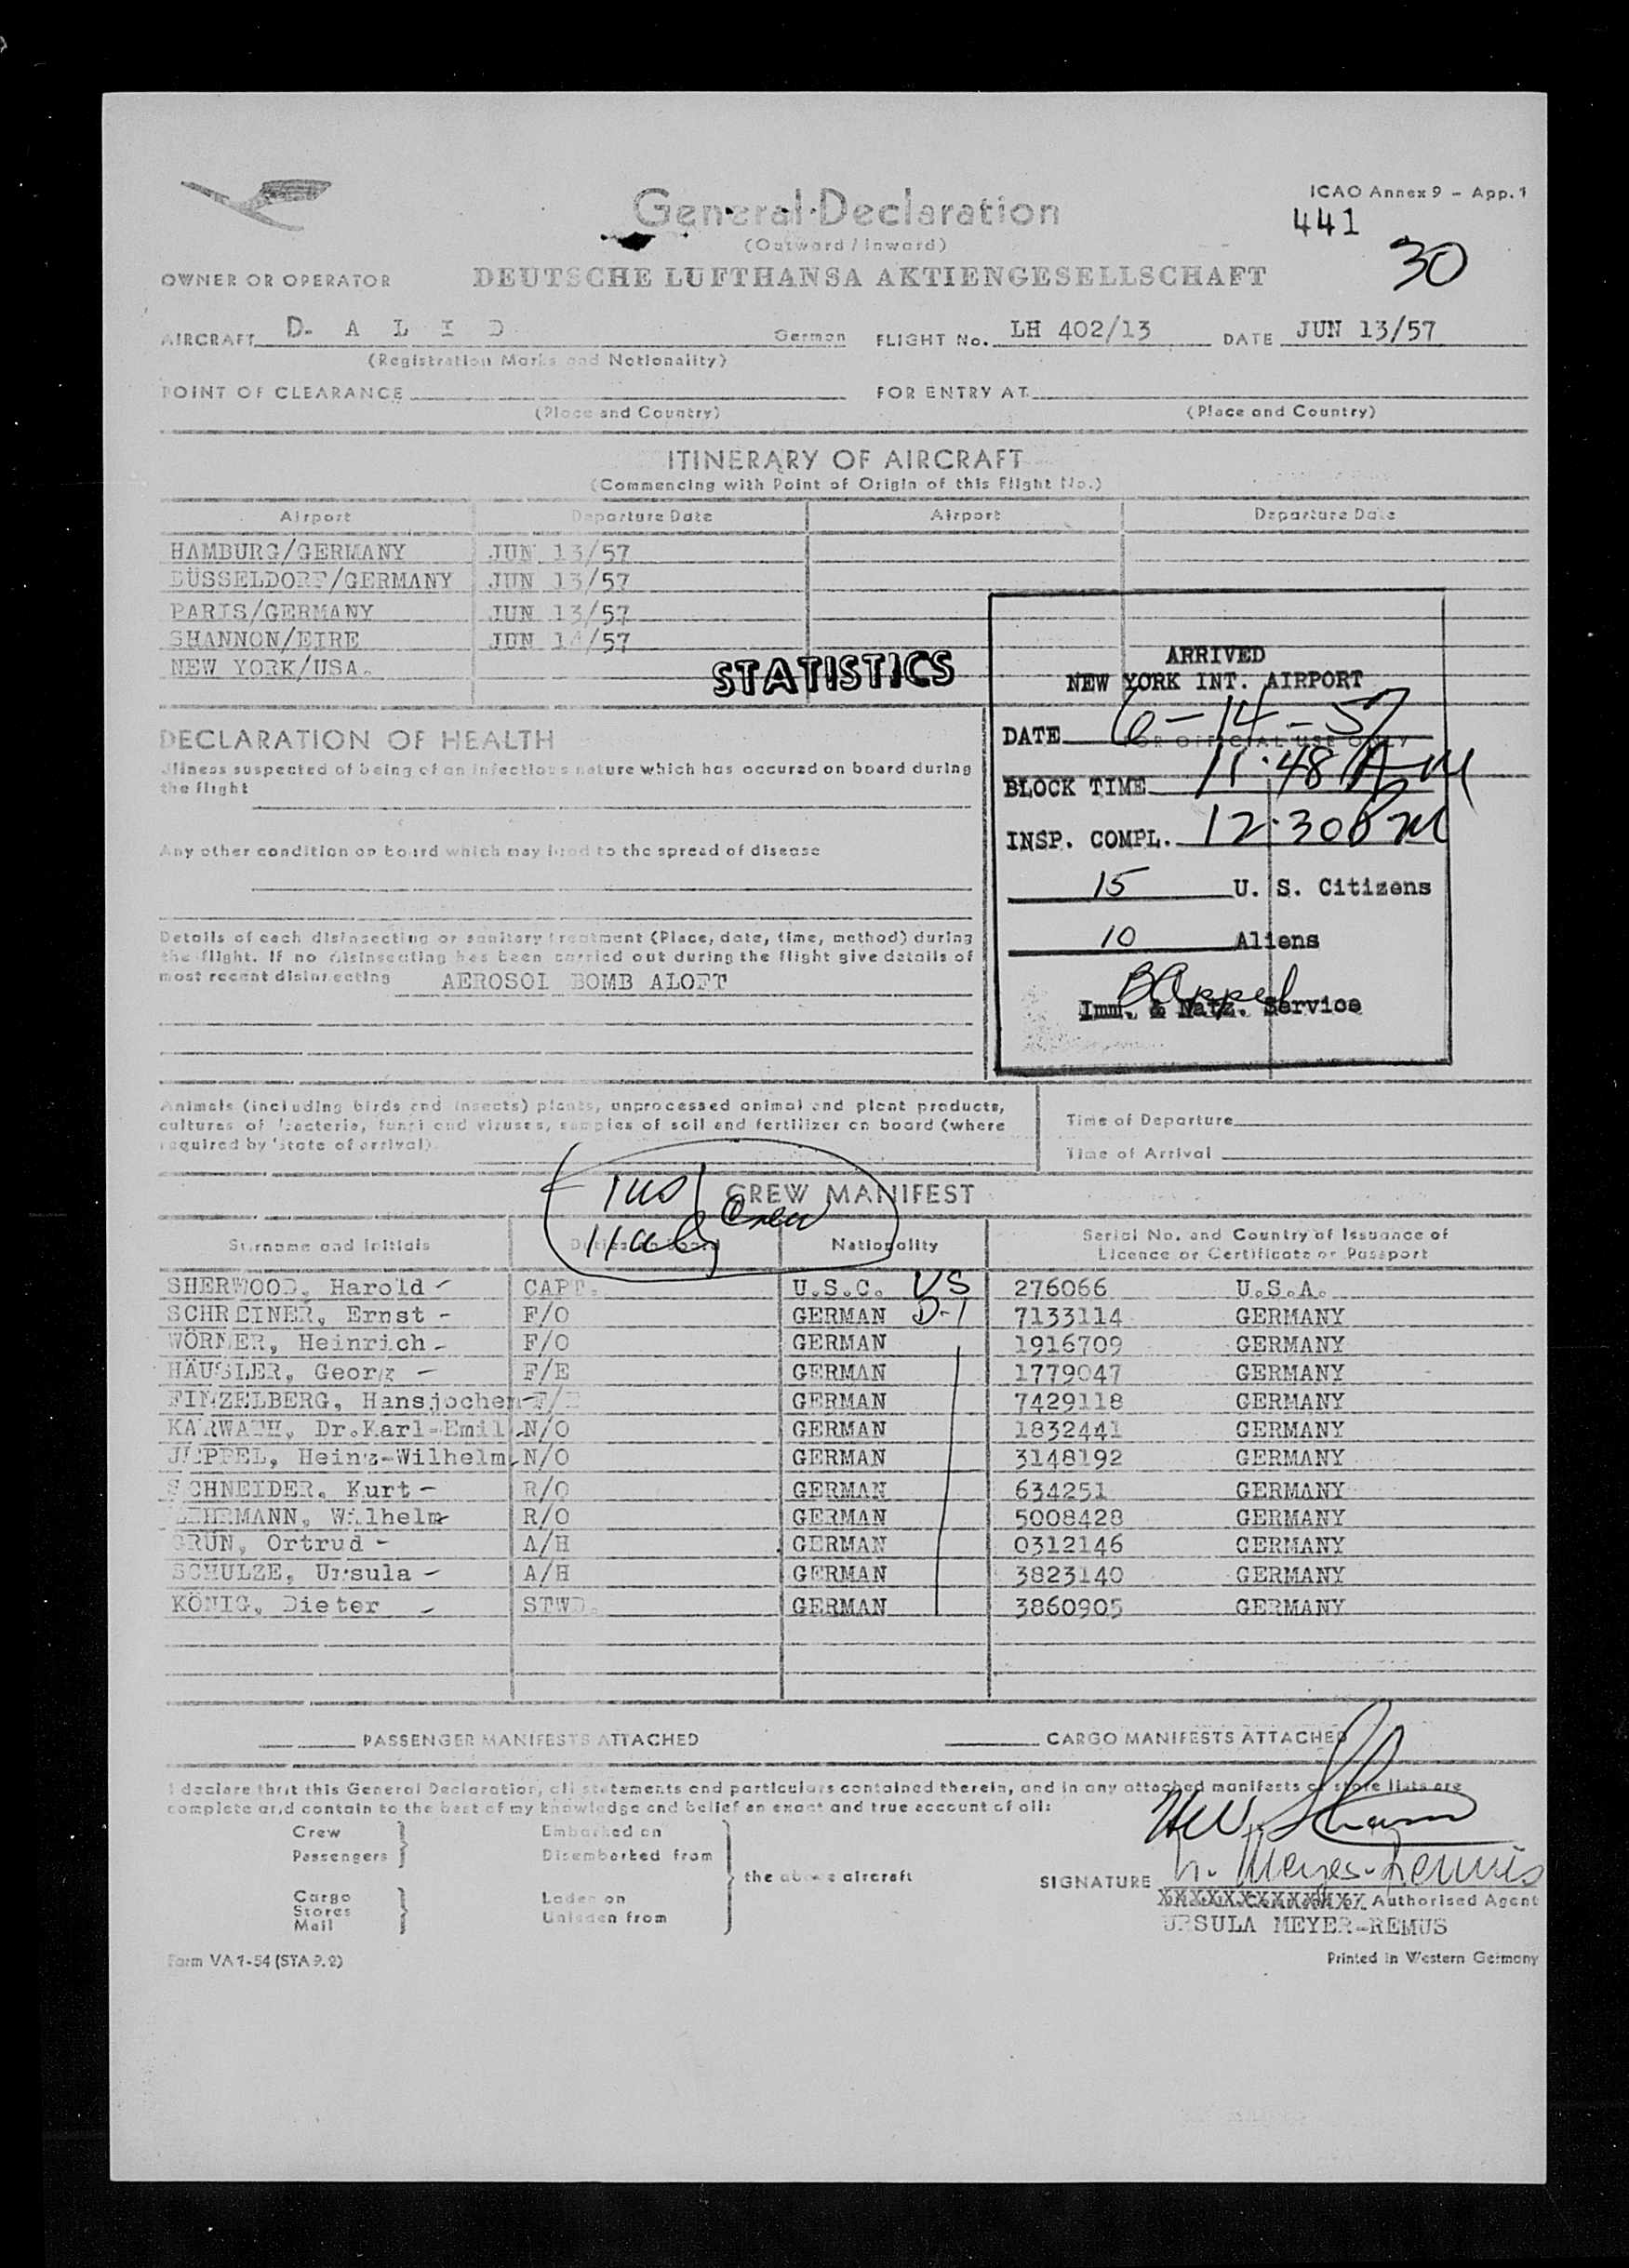 ICAO Annex 9 - App. 1
General Declaration
441
(Outward / Inward)
30
OWNER OR OPERATOR DEUTSCHE LUFTHANSA AKTIENGESELLSCHAFT
AIRCRAFT D- A L I D German FLIGHT No. LH 402/13 DATE JUN 13/57
(Registration Marks and Nationality)
POINT OF CLEARANCE FOR ENTRY AT
(Place and Country) (Place and Country)
ITINERARY OF AIRCRAFT
(Commencing with Point of Origin of this Flight No.)
Airport Departure Date Airport Departure Date
HAMBURG/GERMANY JUN 13/57
DÜSSELDORF/GERMANY JUN 13/57
PARIS/GERMANY JUN 13/57
SHANNON/EIRE JUN 14/57
NEW YORK/USA.
STATISTICS
ARRIVED
NEW YORK INT. AIRPORT
DATE 6-14-57
FOR OFFICIAL USE ONLY
BLOCK TIME 11:48 AM
INSP. COMPL. 12:30 PM
15 U. S. Citizens
10 Aliens
Imm. & Natz. Service
DECLARATION OF HEALTH
Illness suspected of being of an infectious nature which has occured on board during
the flight
Any other condition on board which may lead to the spread of disease
Details of each disinsecting or sanitary treatment (Place, date, time, method) during
the flight. If no disinsecting has been carried out during the flight give details of
most recent disinsecting AEROSOL BOMB ALOFT
Animals (including birds and insects) plants, unprocessed animal and plant products,
cultures of bacteria, fungi and viruses, samples of soil and fertilizer on board (where
required by state of arrival).
Time of Departure
Time of Arrival
1 US Crew
11 al
CREW MANIFEST
Surname and Initials Duties on board Nationality Serial No. and Country of Issuance of
Licence or Certificate or Passport
SHERWOOD, Harold - CAPT. U.S.C. US 276066 U.S.A.
SCHREINER, Ernst - F/O GERMAN D-1 7133114 GERMANY
WÖRNER, Heinrich - F/O GERMAN 1916709 GERMANY
HÄUSLER, Georg - F/E GERMAN 1779047 GERMANY
FINZELBERG, Hansjochem - F/E GERMAN 7429118 GERMANY
KARWATH, Dr.Karl-Emil - N/O GERMAN 1832441 GERMANY
JEPPEL, Heinz-Wilhelm - N/O GERMAN 3148192 GERMANY
SCHNEIDER, Kurt - R/O GERMAN 634251 GERMANY
Wilhelm - R/O GERMAN 5008428 GERMANY
GRÜN, Ortrud - A/H GERMAN 0312146 GERMANY
SCHULZE, Ursula - A/H GERMAN 3823140 GERMANY
KÖNIG, Dieter - STWD. GERMAN 3860905 GERMANY
PASSENGER MANIFESTS ATTACHED CARGO MANIFESTS ATTACHED
I declare that this General Declaration, all statements and particulars contained therein, and in any attached manifests or store lists are
complete and contain to the best of my knowledge and belief an exact and true account of all:
Crew Embarked on
Passengers Disembarked from
the above aircraft
Cargo Laden on
Stores
Mail Unladen from
SIGNATURE U. Meyer-Remus
Authorised Agent
URSULA MEYER-REMUS
Form VA 1-54 (STA 9.2) Printed in Western Germany